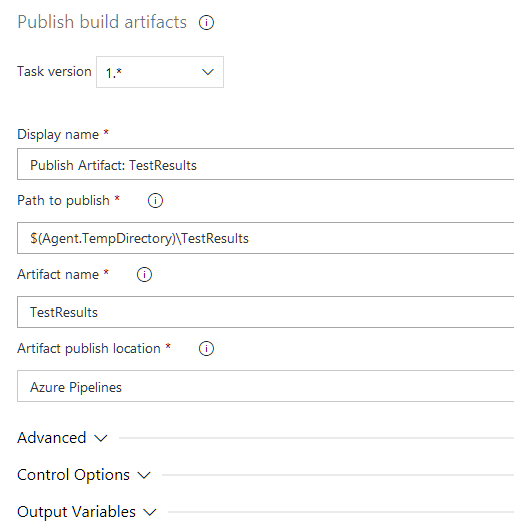 Publish build artifacts
Task version 1.*
Display name *
Publish Artifact: TestResults
Path to publish *
$(Agent.TempDirectory)\TestResults
Artifact name *
TestResults
Artifact publish location *
Azure Pipelines
Advanced
Control Options
Output Variables